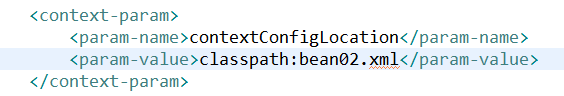 <context-param>
<param-name>contextConfigLocation</param-name>
<param-value>classpath:bean02.xml</param-value>
</context-param>